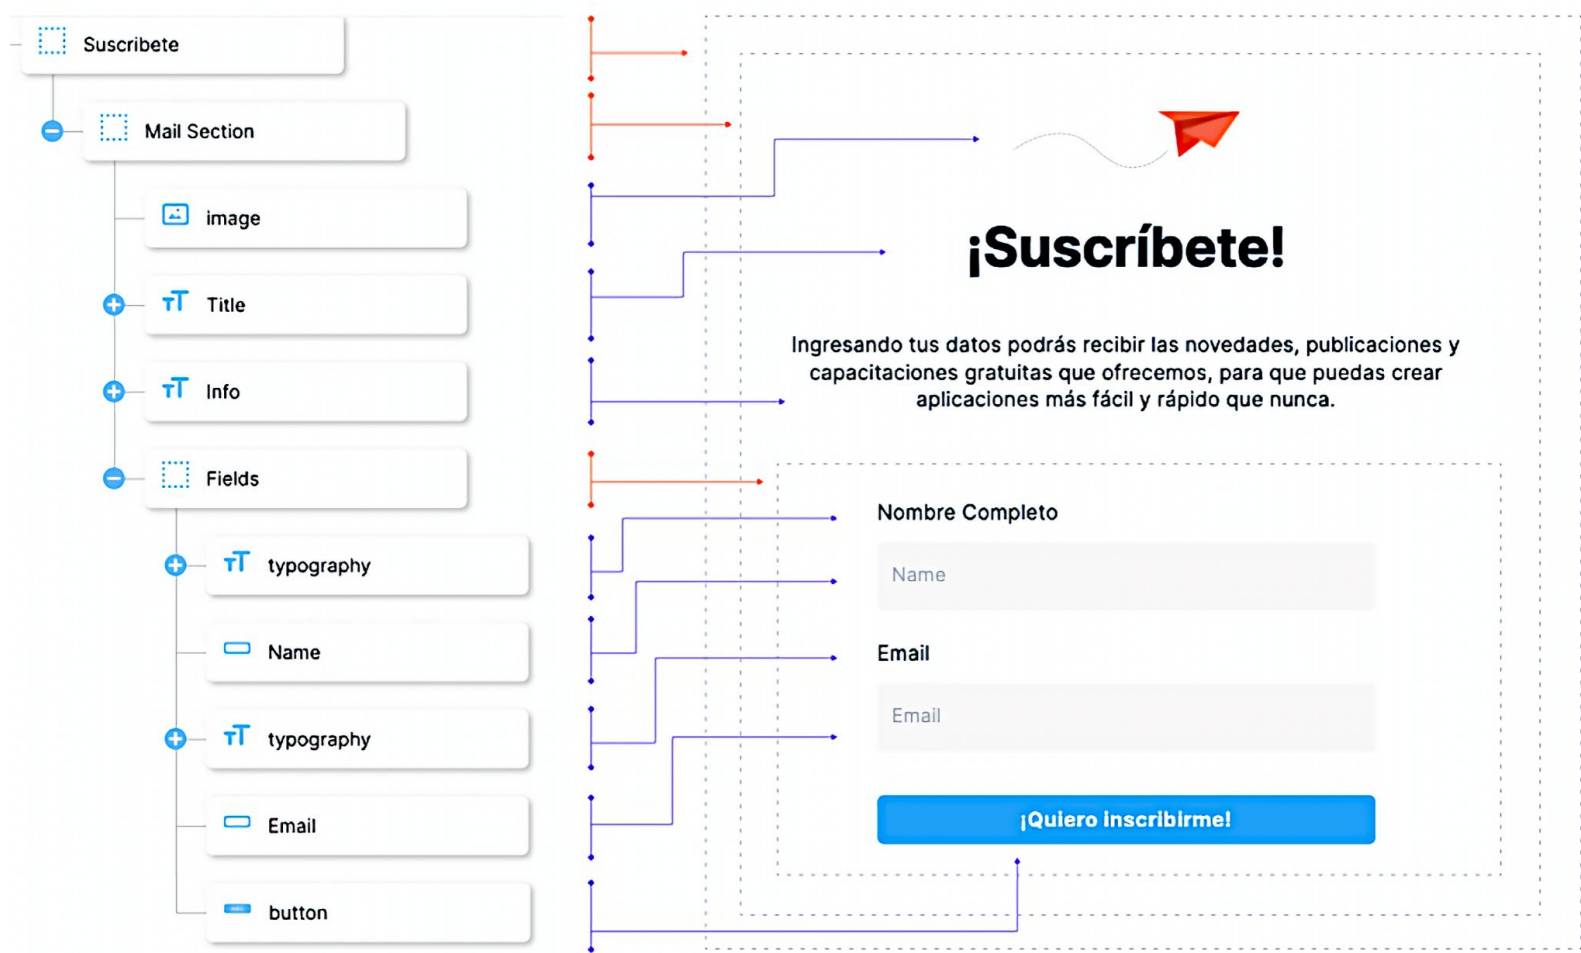 Suscribete
Mail Section
image
Title
Info
Fields
typography
Name
typography
Email
button
¡Suscríbete!
Ingresando tus datos podrás recibir las novedades, publicaciones y
capacitaciones gratuitas que ofrecemos, para que puedas crear
aplicaciones más fácil y rápido que nunca.
Nombre Completo
Name
Email
Email
¡Quiero inscribirme!